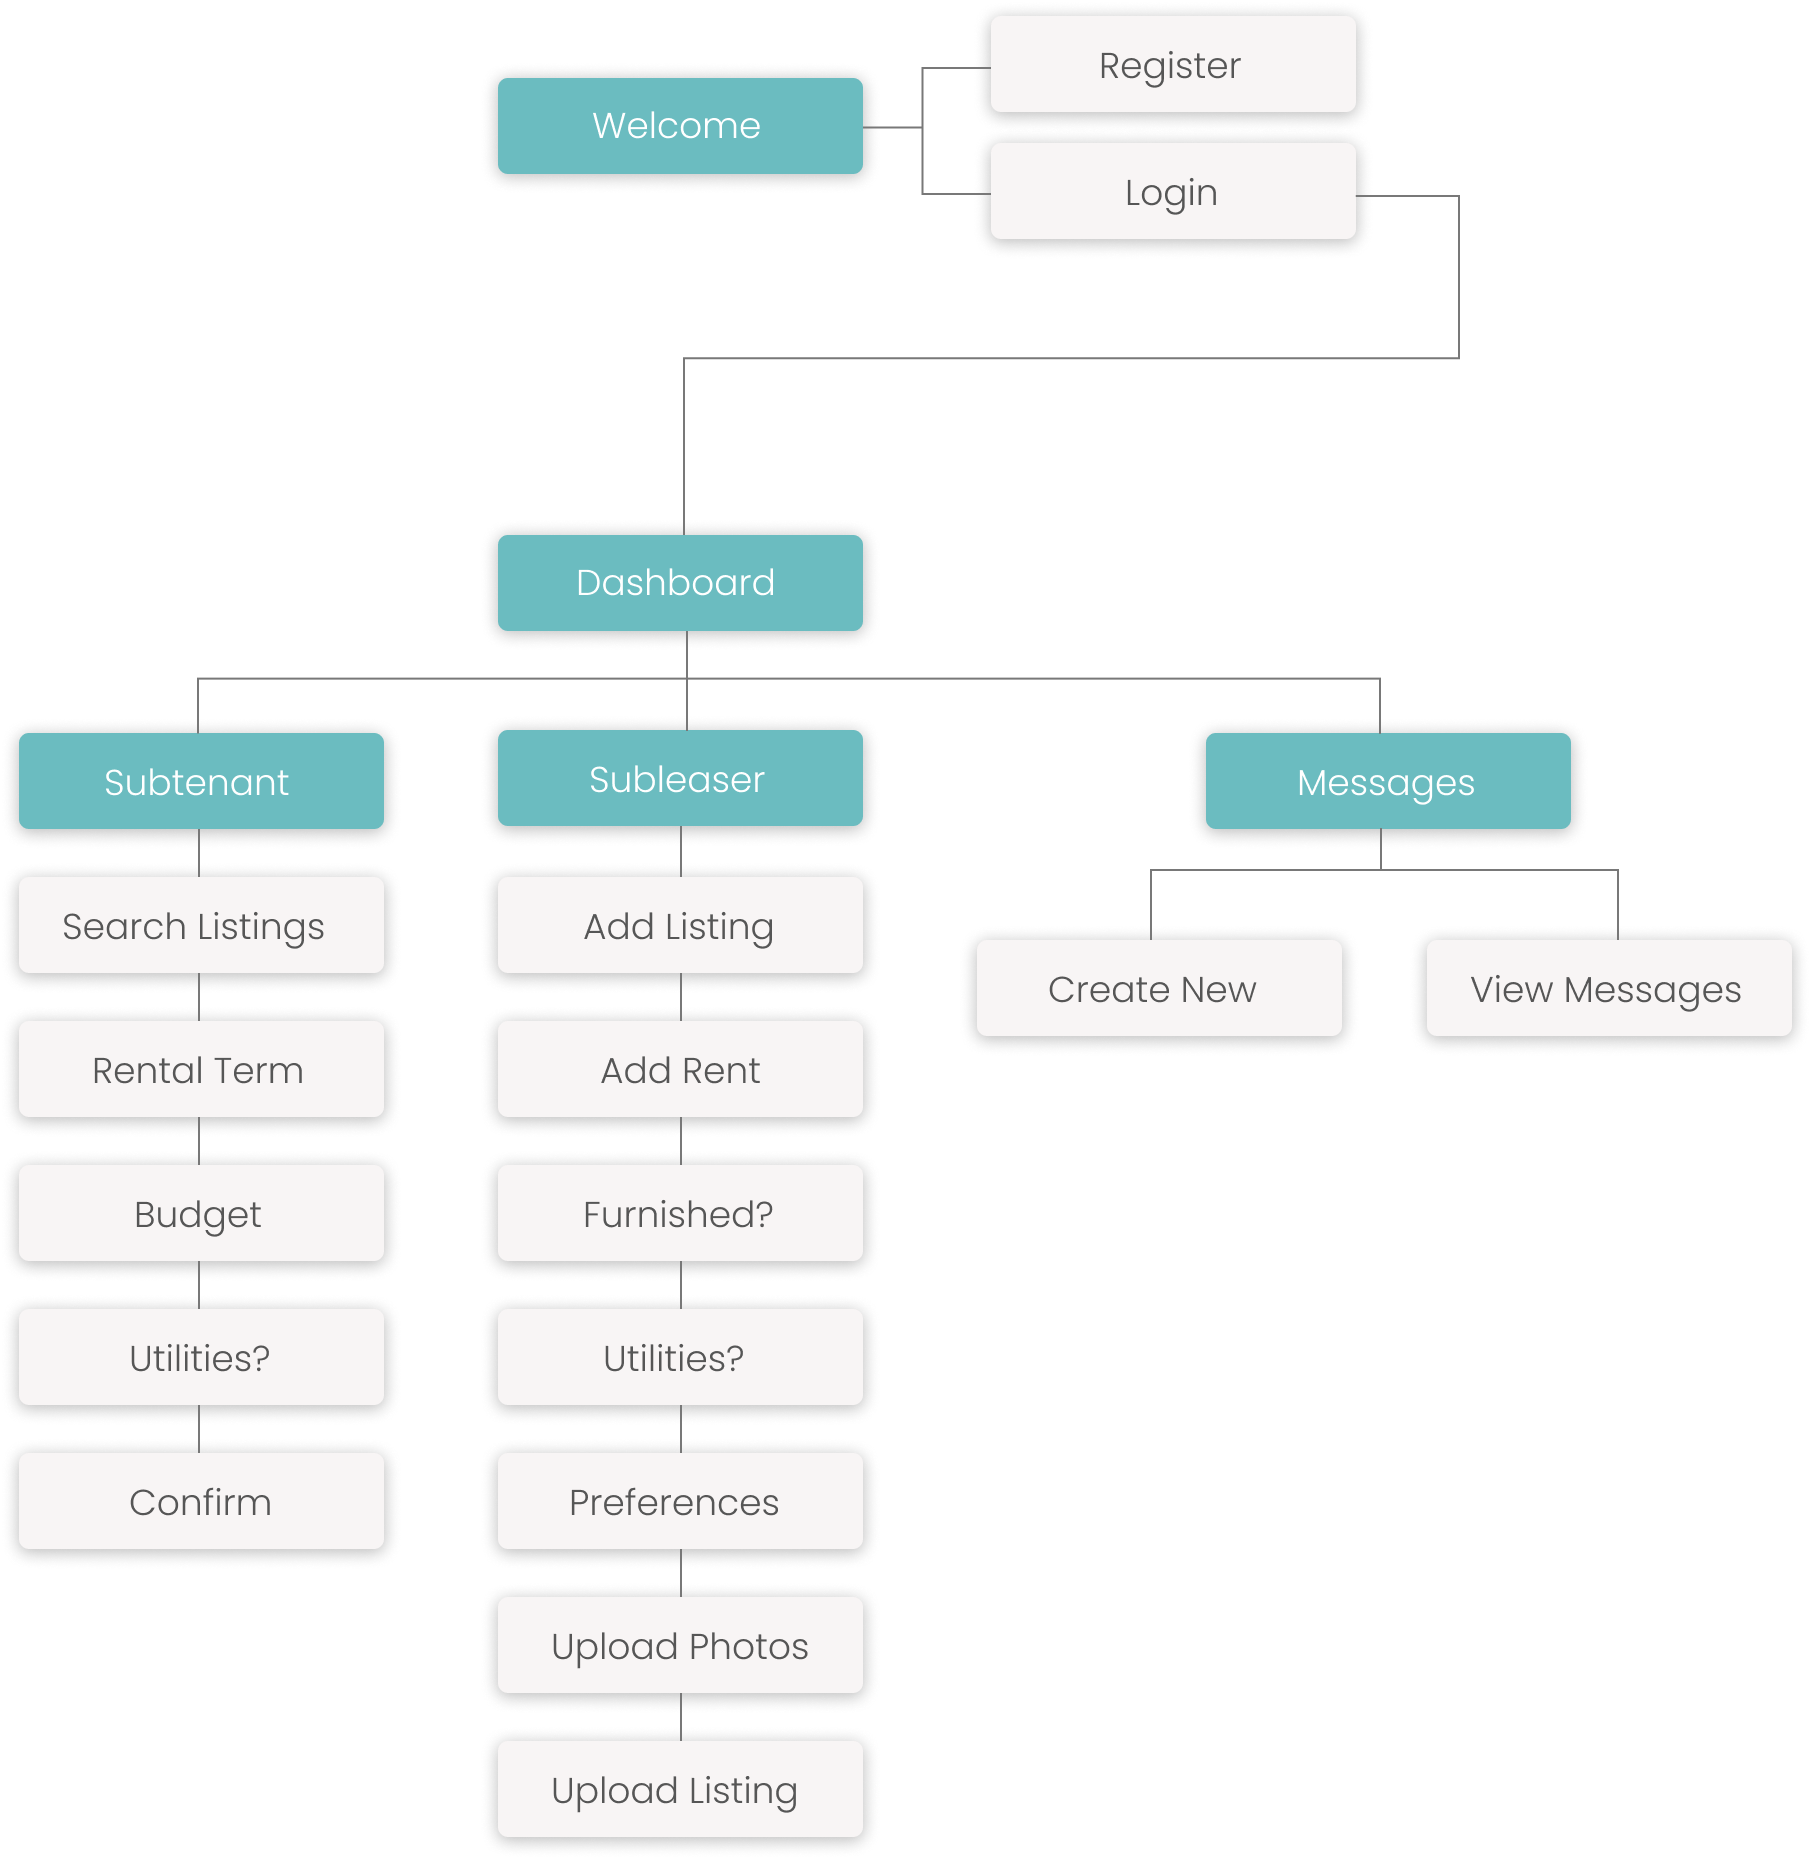 Register
Welcome
Login
Dashboard
Subtenant
Subleaser
Messages
Search Listings
Add Listing
Create New
View Messages
Rental Term
Add Rent
Budget
Furnished?
Utilities?
Utilities?
Confirm
Preferences
Upload Photos
Upload Listing